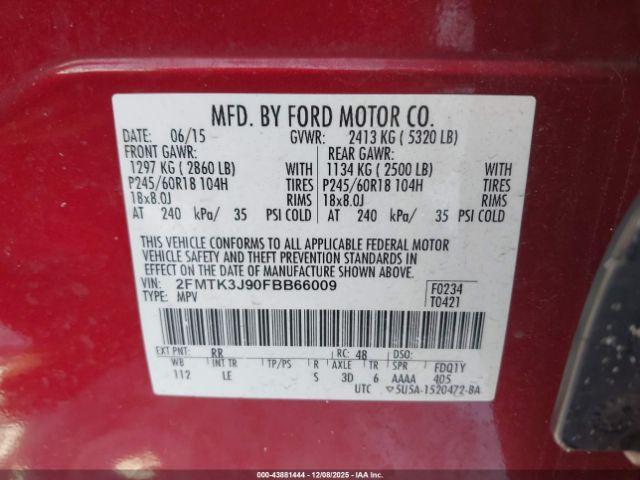 MFD. BY FORD MOTOR CO.
DATE: 06/15 GVWR: 2413 KG ( 5320 LB)
FRONT GAWR: REAR GAWR:
1297 KG ( 2860 LB) WITH 1134 KG ( 2500 LB) WITH
P245/60R18 104H TIRES P245/60R18 104H TIRES
18x8.0J RIMS 18x8.0J RIMS
AT 240 kPa/ 35 PSI COLD AT 240 kPa/ 35 PSI COLD
THIS VEHICLE CONFORMS TO ALL APPLICABLE FEDERAL MOTOR
VEHICLE SAFETY AND THEFT PREVENTION STANDARDS IN
EFFECT ON THE DATE OF MANUFACTURE SHOWN ABOVE.
VIN: 2FMTK3J90FBB66009 F0234
TYPE: MPV T0421
EXT PNT: RR RC: 48 DSO:
WB INT TR TP/PS R AXLE TR SPR FDQ1Y
112 LE S 3D 6 AAAA 405
UTC 5U5A-1520472-BA
000-43881444 - 12/08/2025 - IAA Inc.